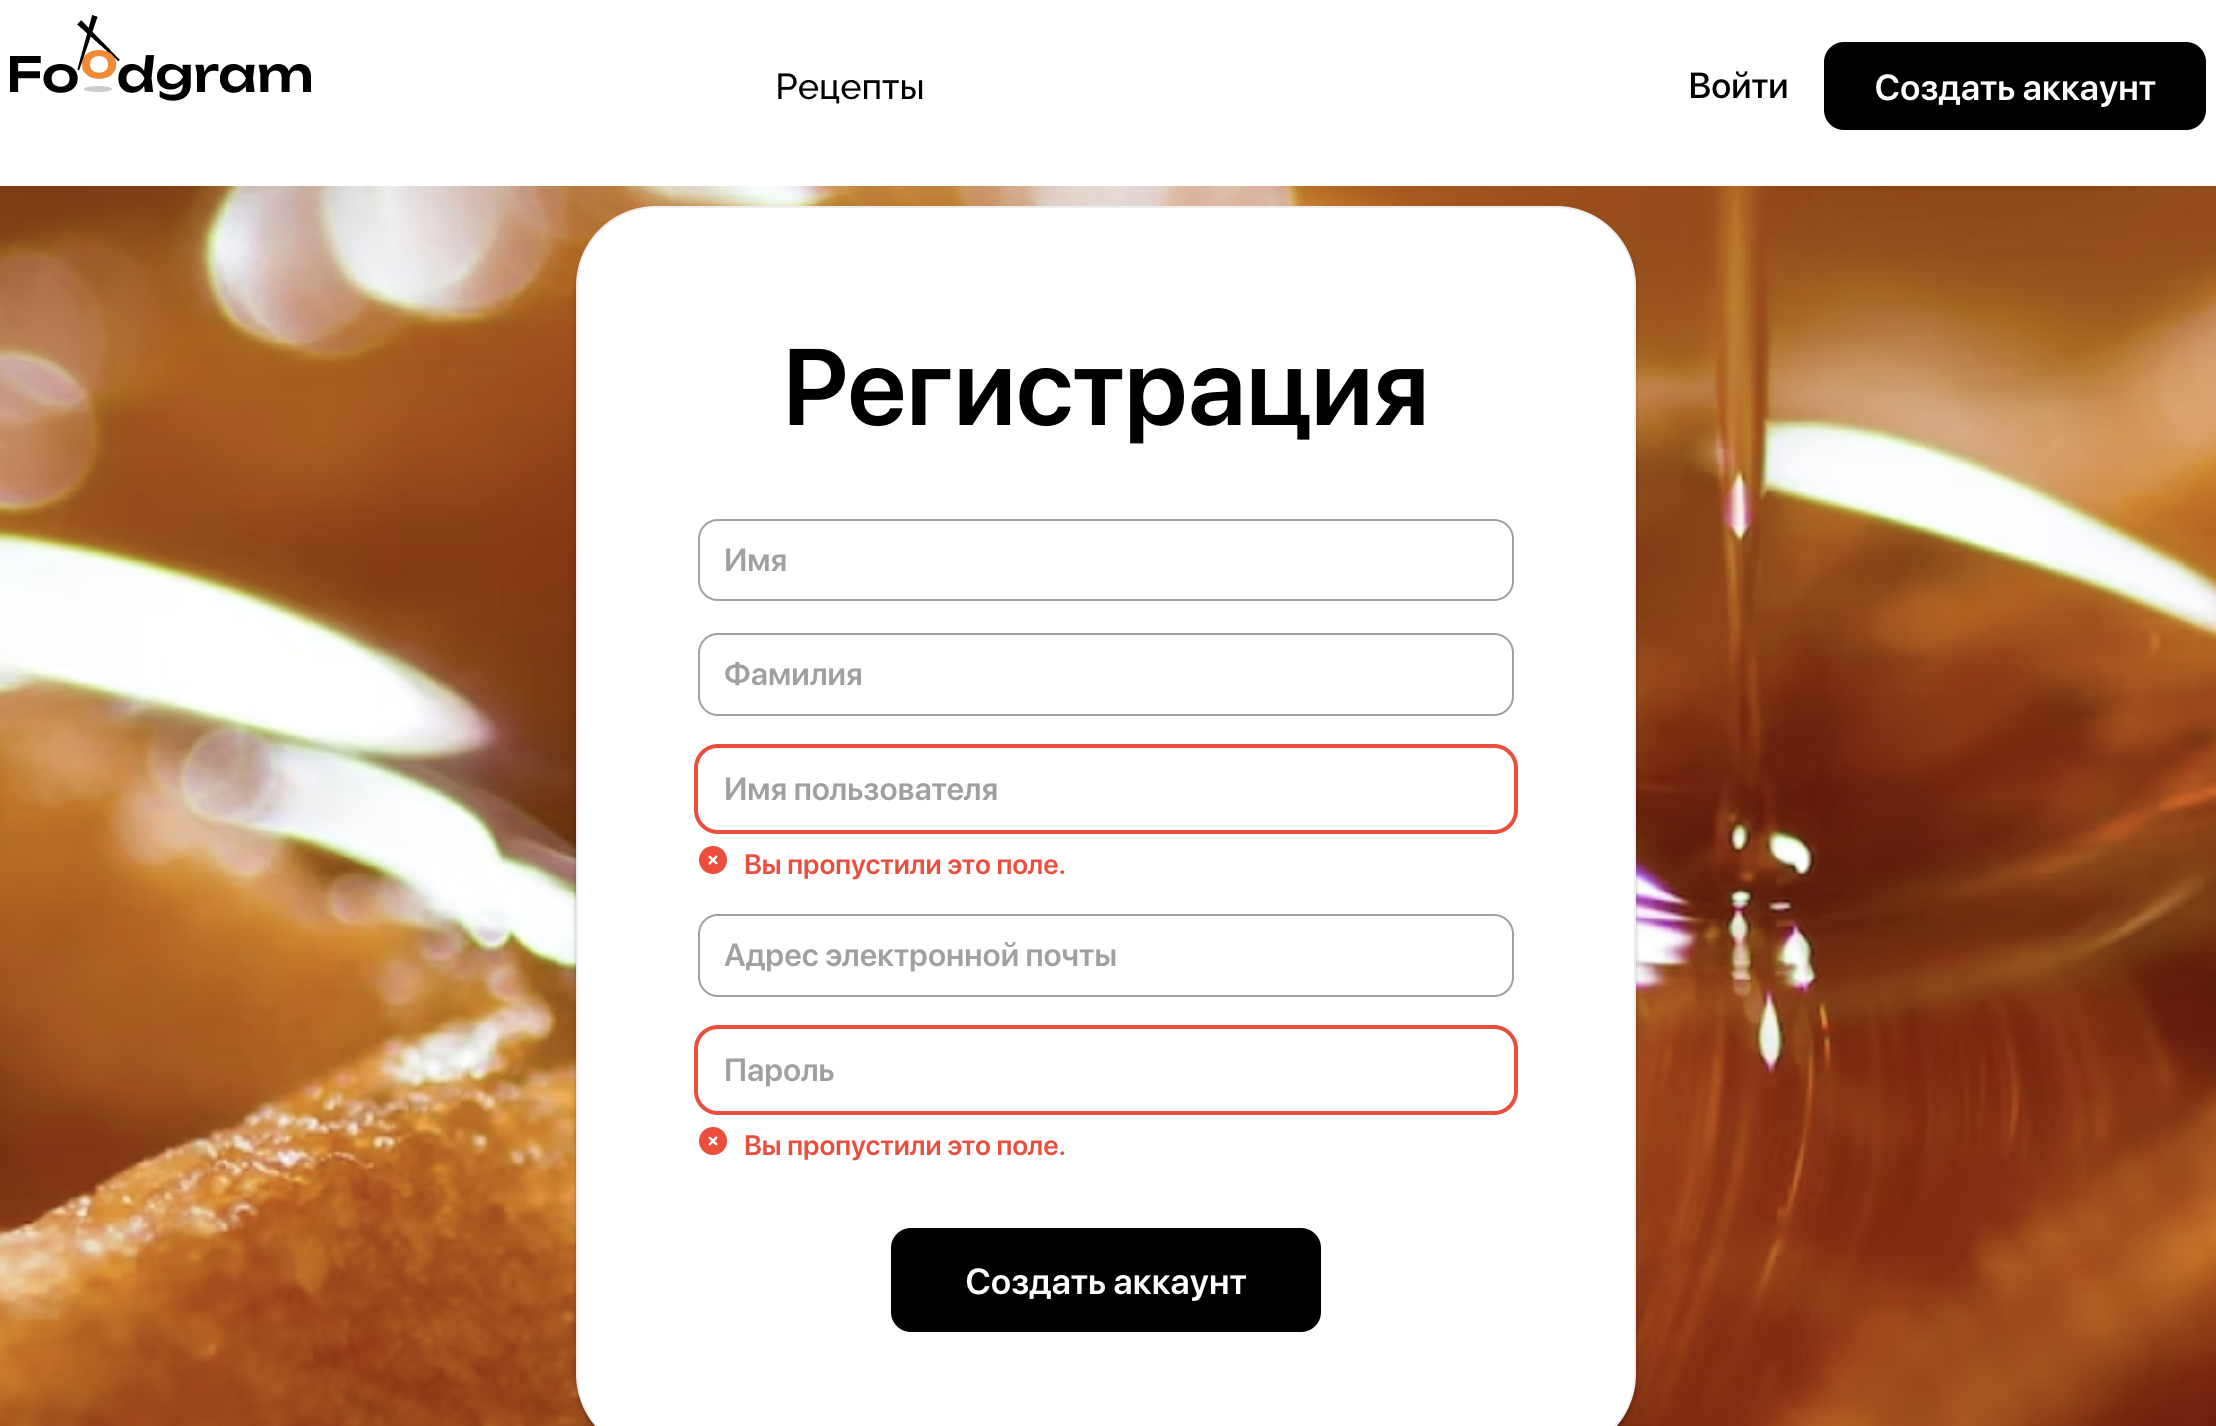 Foodgram
Рецепты
Войти
Создать аккаунт
Регистрация
Имя
Фамилия
Имя пользователя
Вы пропустили это поле.
Адрес электронной почты
Пароль
Вы пропустили это поле.
Создать аккаунт